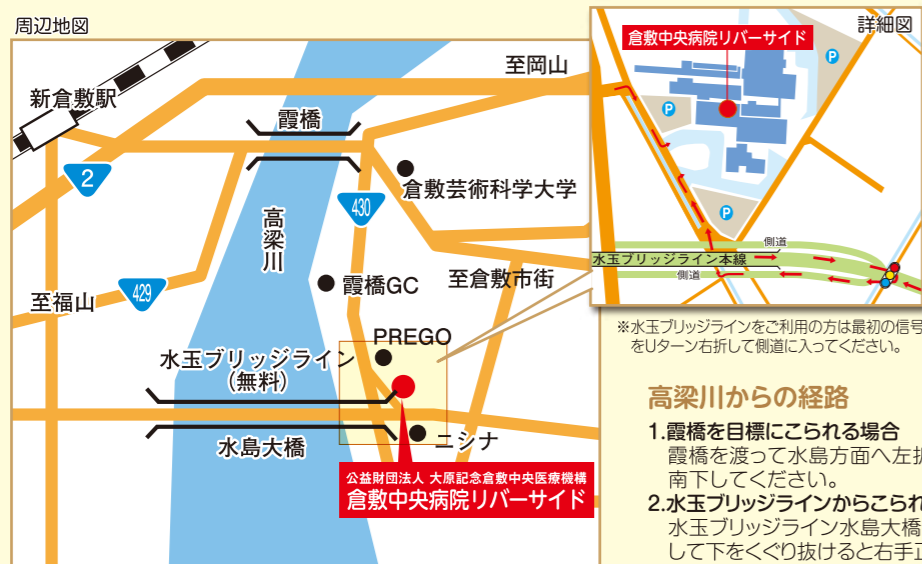 周辺地図
新倉敷駅
2
429
至福山
霞橋
高梁川
430
至岡山
倉敷芸術科学大学
至倉敷市街
霞橋GC
PREGO
水玉ブリッジライン
(無料)
水島大橋
ニシナ
公益財団法人 大原記念倉敷中央医療機構
倉敷中央病院リバーサイド
詳細図
倉敷中央病院リバーサイド
P
P
P
側道
水玉ブリッジライン本線
側道
※水玉ブリッジラインをご利用の方は最初の信号
をUターン右折して側道に入ってください。
高梁川からの経路
1.霞橋を目標にこられる場合
霞橋を渡って水島方面へ左折
南下してください。
2.水玉ブリッジラインからこられ
水玉ブリッジライン水島大橋
して下をくぐり抜けると右手正